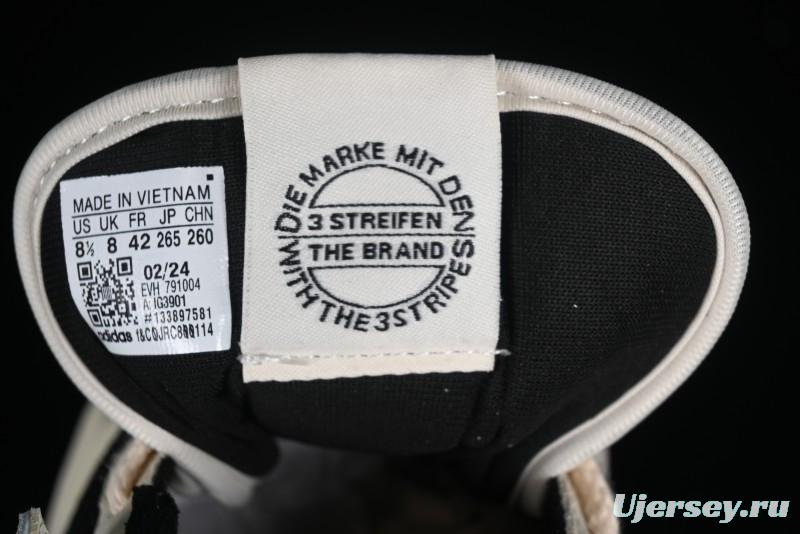 MADE IN VIETNAM
US UK FR JP CHN
8½ 8 42 265 260
02/24
EVH 791004
A: IG3901
#133897581
adidas
DIE MARKE MIT DEN
3 STREIFEN
THE BRAND
WITH THE 3 STRIPES
Ujersey.ru